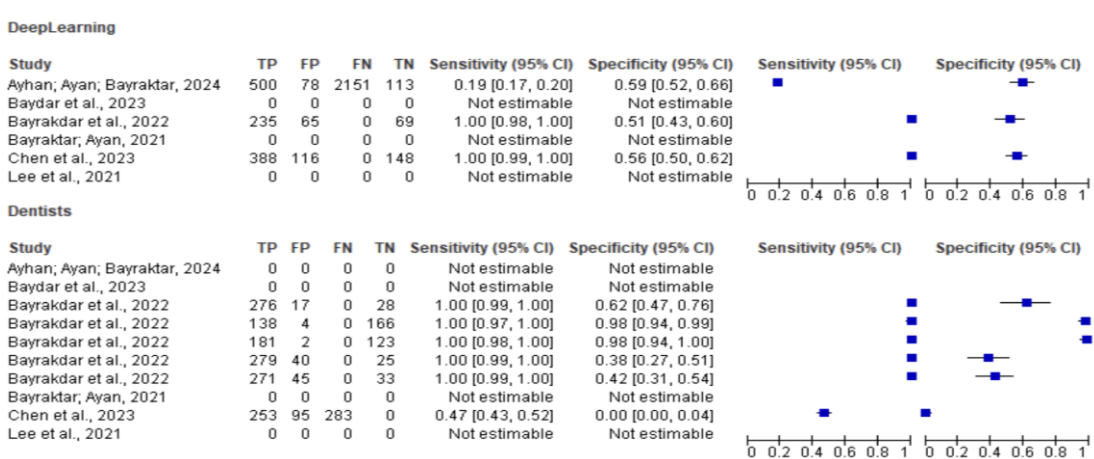 DeepLearning
Study TP FP FN TN Sensitivity (95% CI) Specificity (95% CI) Sensitivity (95% CI) Specificity (95% CI)
Ayhan; Ayan; Bayraktar, 2024 500 78 2151 113 0.19 [0.17, 0.20] 0.59 [0.52, 0.66]
Baydar et al., 2023 0 0 0 0 Not estimable Not estimable
Bayrakdar et al., 2022 235 65 0 69 1.00 [0.98, 1.00] 0.51 [0.43, 0.60]
Bayraktar; Ayan, 2021 0 0 0 0 Not estimable Not estimable
Chen et al., 2023 388 116 0 148 1.00 [0.99, 1.00] 0.56 [0.50, 0.62]
Lee et al., 2021 0 0 0 0 Not estimable Not estimable
0 0.2 0.4 0.6 0.8 1 0 0.2 0.4 0.6 0.8 1
Dentists
Study TP FP FN TN Sensitivity (95% CI) Specificity (95% CI) Sensitivity (95% CI) Specificity (95% CI)
Ayhan; Ayan; Bayraktar, 2024 0 0 0 0 Not estimable Not estimable
Baydar et al., 2023 0 0 0 0 Not estimable Not estimable
Bayrakdar et al., 2022 276 17 0 28 1.00 [0.99, 1.00] 0.62 [0.47, 0.76]
Bayrakdar et al., 2022 138 4 0 166 1.00 [0.97, 1.00] 0.98 [0.94, 0.99]
Bayrakdar et al., 2022 181 2 0 123 1.00 [0.98, 1.00] 0.98 [0.94, 1.00]
Bayrakdar et al., 2022 279 40 0 25 1.00 [0.99, 1.00] 0.38 [0.27, 0.51]
Bayrakdar et al., 2022 271 45 0 33 1.00 [0.99, 1.00] 0.42 [0.31, 0.54]
Bayraktar; Ayan, 2021 0 0 0 0 Not estimable Not estimable
Chen et al., 2023 253 95 283 0 0.47 [0.43, 0.52] 0.00 [0.00, 0.04]
Lee et al., 2021 0 0 0 0 Not estimable Not estimable
0 0.2 0.4 0.6 0.8 1 0 0.2 0.4 0.6 0.8 1